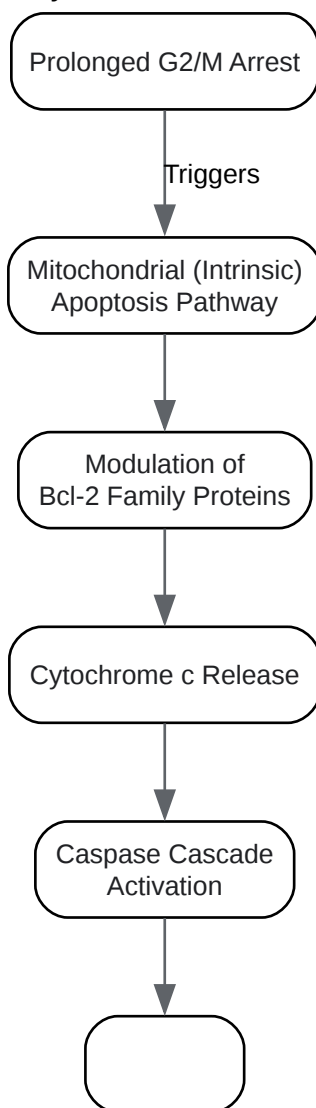 Prolonged G2/M Arrest
Triggers
Mitochondrial (Intrinsic)
Apoptosis Pathway
Modulation of
Bcl-2 Family Proteins
Cytochrome c Release
Caspase Cascade
Activation